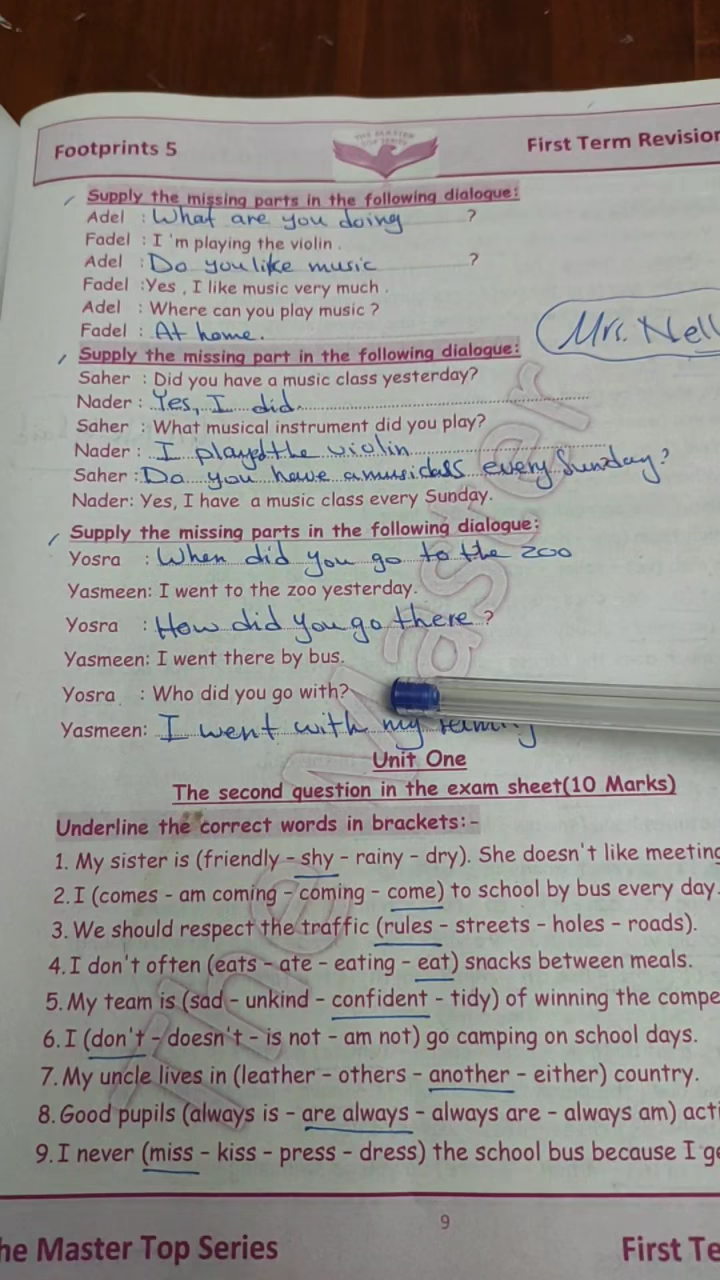 Footprints 5
THE MASTER
TOP SERIES
First Term Revision
Supply the missing parts in the following dialogue:
Adel : What are you doing ?
Fadel : I 'm playing the violin .
Adel : Do you like music ?
Fadel :Yes , I like music very much .
Adel : Where can you play music ?
Fadel : At home.
Mrs. Nell
Supply the missing part in the following dialogue:
Saher : Did you have a music class yesterday?
Nader : Yes, I did
Saher : What musical instrument did you play?
Nader : I played the violin
Saher : Do you have a music class every Sunday?
Nader: Yes, I have a music class every Sunday.
Supply the missing parts in the following dialogue:
Yosra : When did you go to the zoo
Yasmeen: I went to the zoo yesterday.
Yosra : How did you go there ?
Yasmeen: I went there by bus.
Yosra : Who did you go with?
Yasmeen: I went with my family
Unit One
The second question in the exam sheet(10 Marks)
Underline the correct words in brackets:-
1. My sister is (friendly - shy - rainy - dry). She doesn't like meeting
2. I (comes - am coming - coming - come) to school by bus every day.
3. We should respect the traffic (rules - streets - holes - roads).
4. I don't often (eats - ate - eating - eat) snacks between meals.
5. My team is (sad - unkind - confident - tidy) of winning the compe
6. I (don't - doesn't - is not - am not) go camping on school days.
7. My uncle lives in (leather - others - another - either) country.
8. Good pupils (always is - are always - always are - always am) acti
9. I never (miss - kiss - press - dress) the school bus because I ge
The Master
9
he Master Top Series
First Te